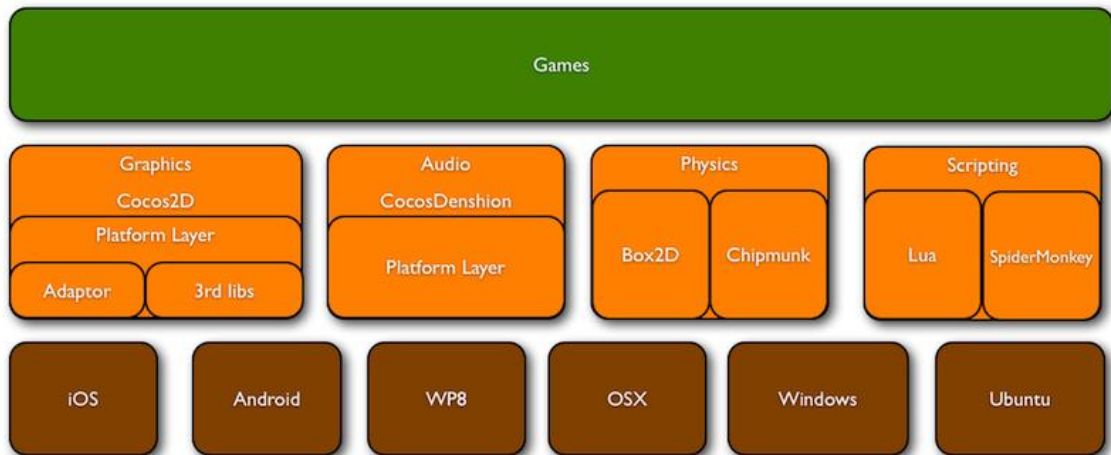 Games
Graphics
Cocos2D
Platform Layer
Adaptor
3rd libs
Audio
CocosDenshion
Platform Layer
Physics
Box2D
Chipmunk
Scripting
Lua
SpiderMonkey
iOS
Android
WP8
OSX
Windows
Ubuntu